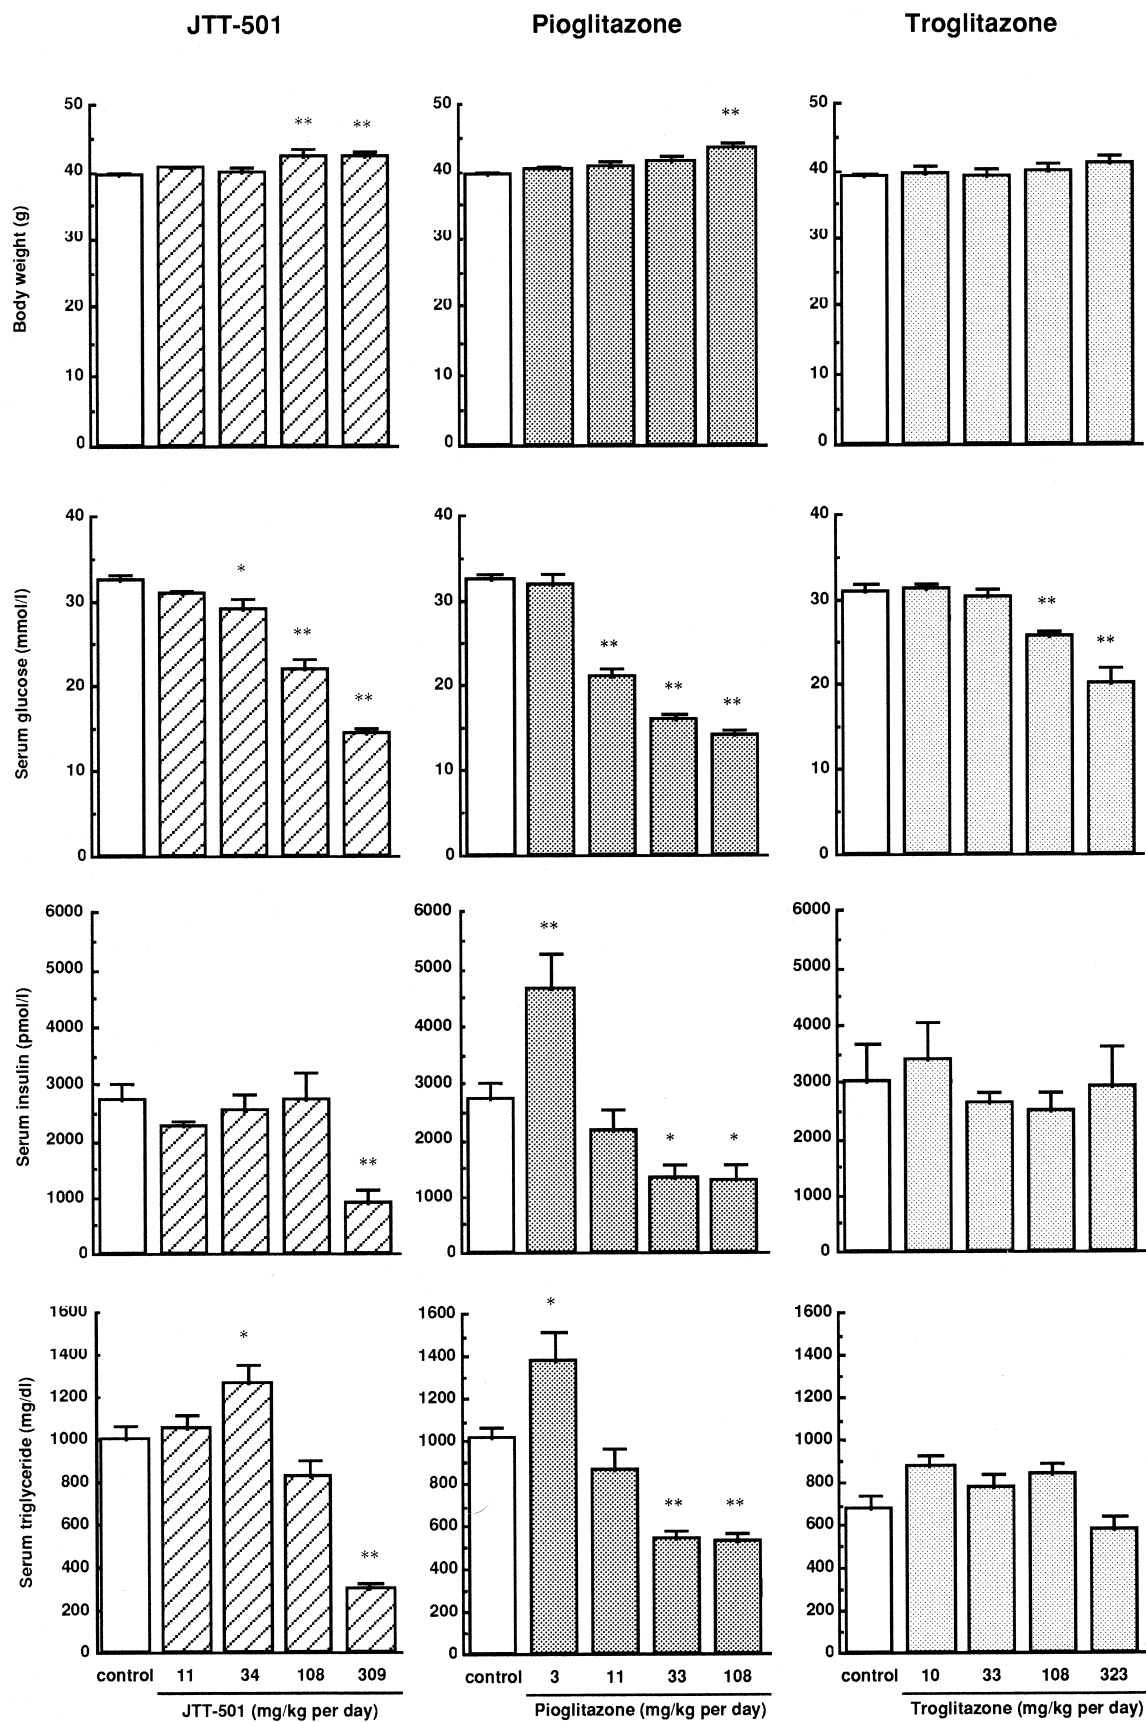 JTT-501 Pioglitazone Troglitazone
Body weight (g)
50 40 30 20 10 0
** **
50 40 30 20 10 0
**
50 40 30 20 10 0
Serum glucose (mmol/l)
40 30 20 10 0
* ** **
40 30 20 10 0
** ** **
40 30 20 10 0
** **
Serum insulin (pmol/l)
6000 5000 4000 3000 2000 1000 0
**
6000 5000 4000 3000 2000 1000 0
** * *
6000 5000 4000 3000 2000 1000 0
Serum triglyceride (mg/dl)
1600 1400 1200 1000 800 600 400 200 0
* **
1600 1400 1200 1000 800 600 400 200 0
* ** **
1600 1400 1200 1000 800 600 400 200 0
control 11 34 108 309
JTT-501 (mg/kg per day)
control 3 11 33 108
Pioglitazone (mg/kg per day)
control 10 33 108 323
Troglitazone (mg/kg per day)